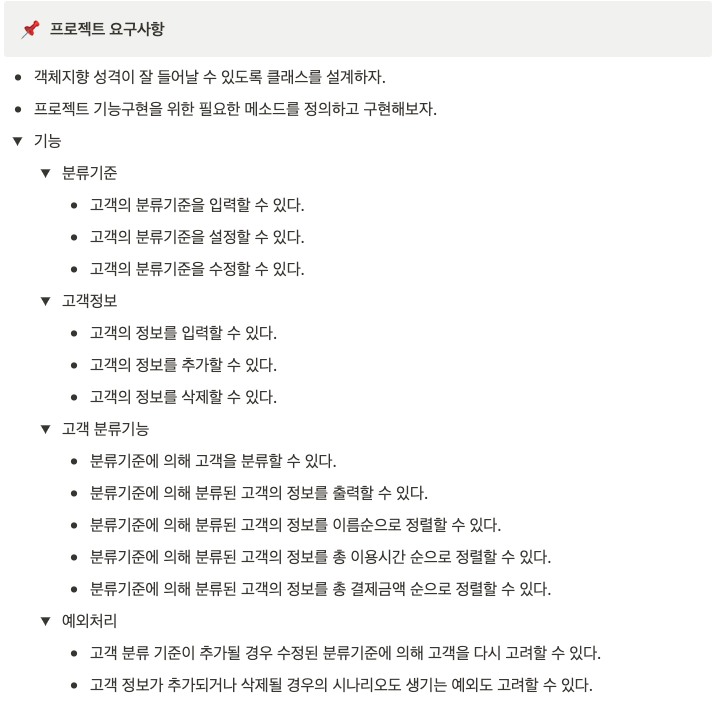 프로젝트 요구사항
객체지향 성격이 잘 들어날 수 있도록 클래스를 설계하자.
프로젝트 기능구현을 위한 필요한 메소드를 정의하고 구현해보자.
기능
분류기준
고객의 분류기준을 입력할 수 있다.
고객의 분류기준을 설정할 수 있다.
고객의 분류기준을 수정할 수 있다.
고객정보
고객의 정보를 입력할 수 있다.
고객의 정보를 추가할 수 있다.
고객의 정보를 삭제할 수 있다.
고객 분류기능
분류기준에 의해 고객을 분류할 수 있다.
분류기준에 의해 분류된 고객의 정보를 출력할 수 있다.
분류기준에 의해 분류된 고객의 정보를 이름순으로 정렬할 수 있다.
분류기준에 의해 분류된 고객의 정보를 총 이용시간 순으로 정렬할 수 있다.
분류기준에 의해 분류된 고객의 정보를 총 결제금액 순으로 정렬할 수 있다.
예외처리
고객 분류 기준이 추가될 경우 수정된 분류기준에 의해 고객을 다시 고려할 수 있다.
고객 정보가 추가되거나 삭제될 경우의 시나리오도 생기는 예외도 고려할 수 있다.